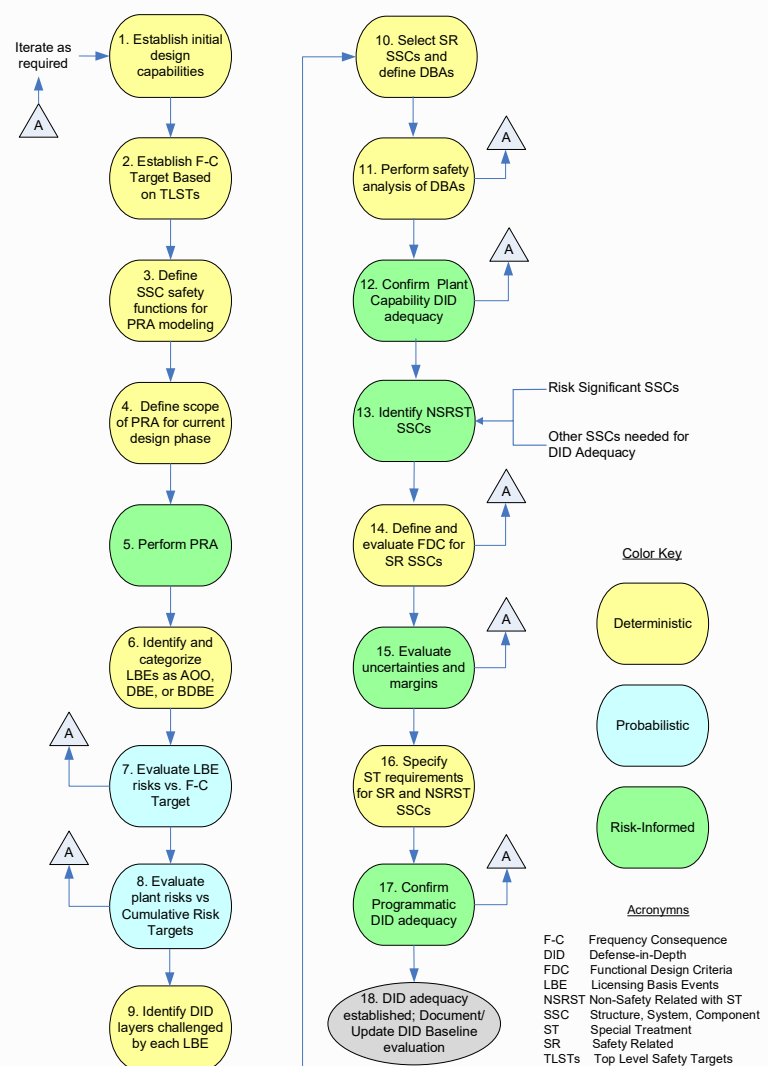 Iterate as
required
A
1. Establish initial
design
capabilities
2. Establish F-C
Target Based
on TLSTs
3. Define
SSC safety
functions for
PRA modeling
4. Define scope
of PRA for current
design phase
5. Perform PRA
6. Identify and
categorize
LBEs as AOO,
DBE, or BDBE
A
7. Evaluate LBE
risks vs. F-C
Target
A
8. Evaluate
plant risks vs
Cumulative Risk
Targets
9. Identify DID
layers challenged
by each LBE
10. Select SR
SSCs and
define DBAs
A
11. Perform safety
analysis of DBAs
A
12. Confirm Plant
Capability DID
adequacy
13. Identify NSRST
SSCs
Risk Significant SSCs
Other SSCs needed for
DID Adequacy
A
14. Define and
evaluate FDC for
SR SSCs
A
15. Evaluate
uncertainties and
margins
16. Specify
ST requirements
for SR and NSRST
SSCs
A
17. Confirm
Programmatic
DID adequacy
18. DID adequacy
established; Document/
Update DID Baseline
evaluation
Color Key
Deterministic
Probabilistic
Risk-Informed
Acronymns
F-C Frequency Consequence
DID Defense-in-Depth
FDC Functional Design Criteria
LBE Licensing Basis Events
NSRST Non-Safety Related with ST
SSC Structure, System, Component
ST Special Treatment
SR Safety Related
TLSTs Top Level Safety Targets